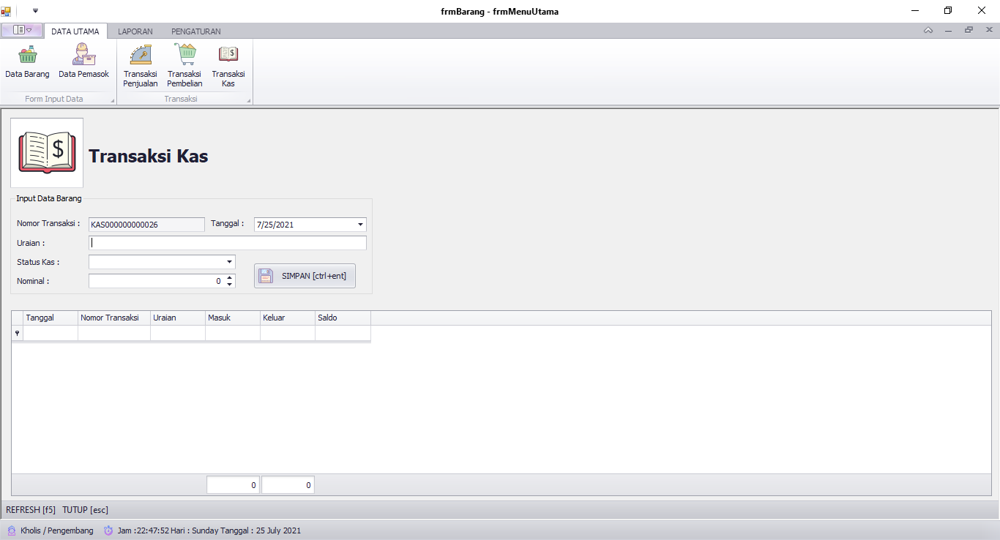 frmBarang - frmMenuUtama
DATA UTAMA LAPORAN PENGATURAN
Data Barang Data Pemasok Transaksi Penjualan Transaksi Pembelian Transaksi Kas
Form Input Data Transaksi
$
Transaksi Kas
Input Data Barang
Nomor Transaksi : KAS000000000026 Tanggal : 7/25/2021
Uraian :
Status Kas :
Nominal : 0
SIMPAN [ctrl+ent]
Tanggal Nomor Transaksi Uraian Masuk Keluar Saldo
0 0
REFRESH [f5] TUTUP [esc]
Kholis / Pengembang Jam :22:47:52 Hari : Sunday Tanggal : 25 July 2021